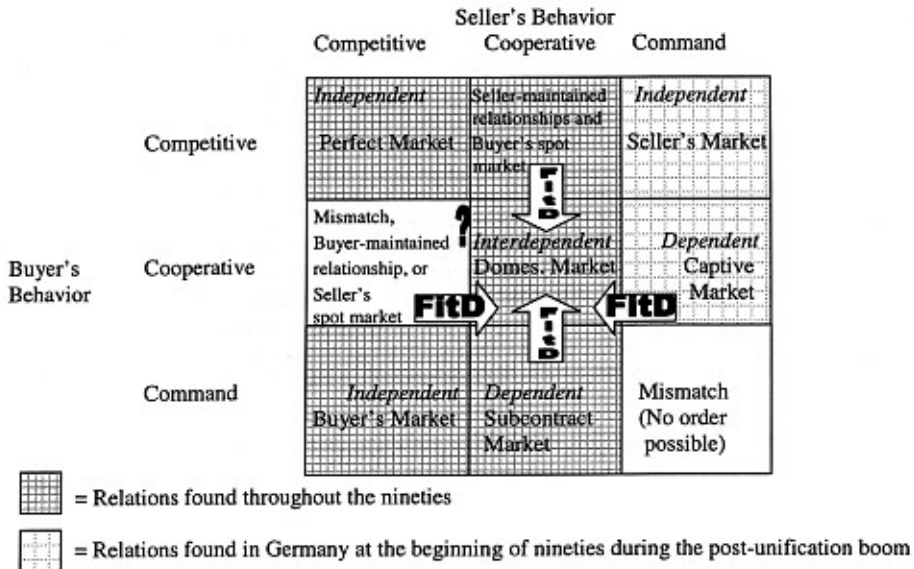 Seller's Behavior
Competitive Cooperative Command
Independent
Perfect Market
Seller-maintained
relationships and
Buyer's spot
market
Independent
Seller's Market
Competitive
FitD
Mismatch,
Buyer-maintained
relationship, or
Seller's
spot market
?
Interdependent
Domes. Market
Dependent
Captive
Market
Buyer's
Behavior
Cooperative
FitD
FitD
FitD
Command
Independent
Buyer's Market
Dependent
Subcontract
Market
Mismatch
(No order
possible)
= Relations found throughout the nineties
= Relations found in Germany at the beginning of nineties during the post-unification boom